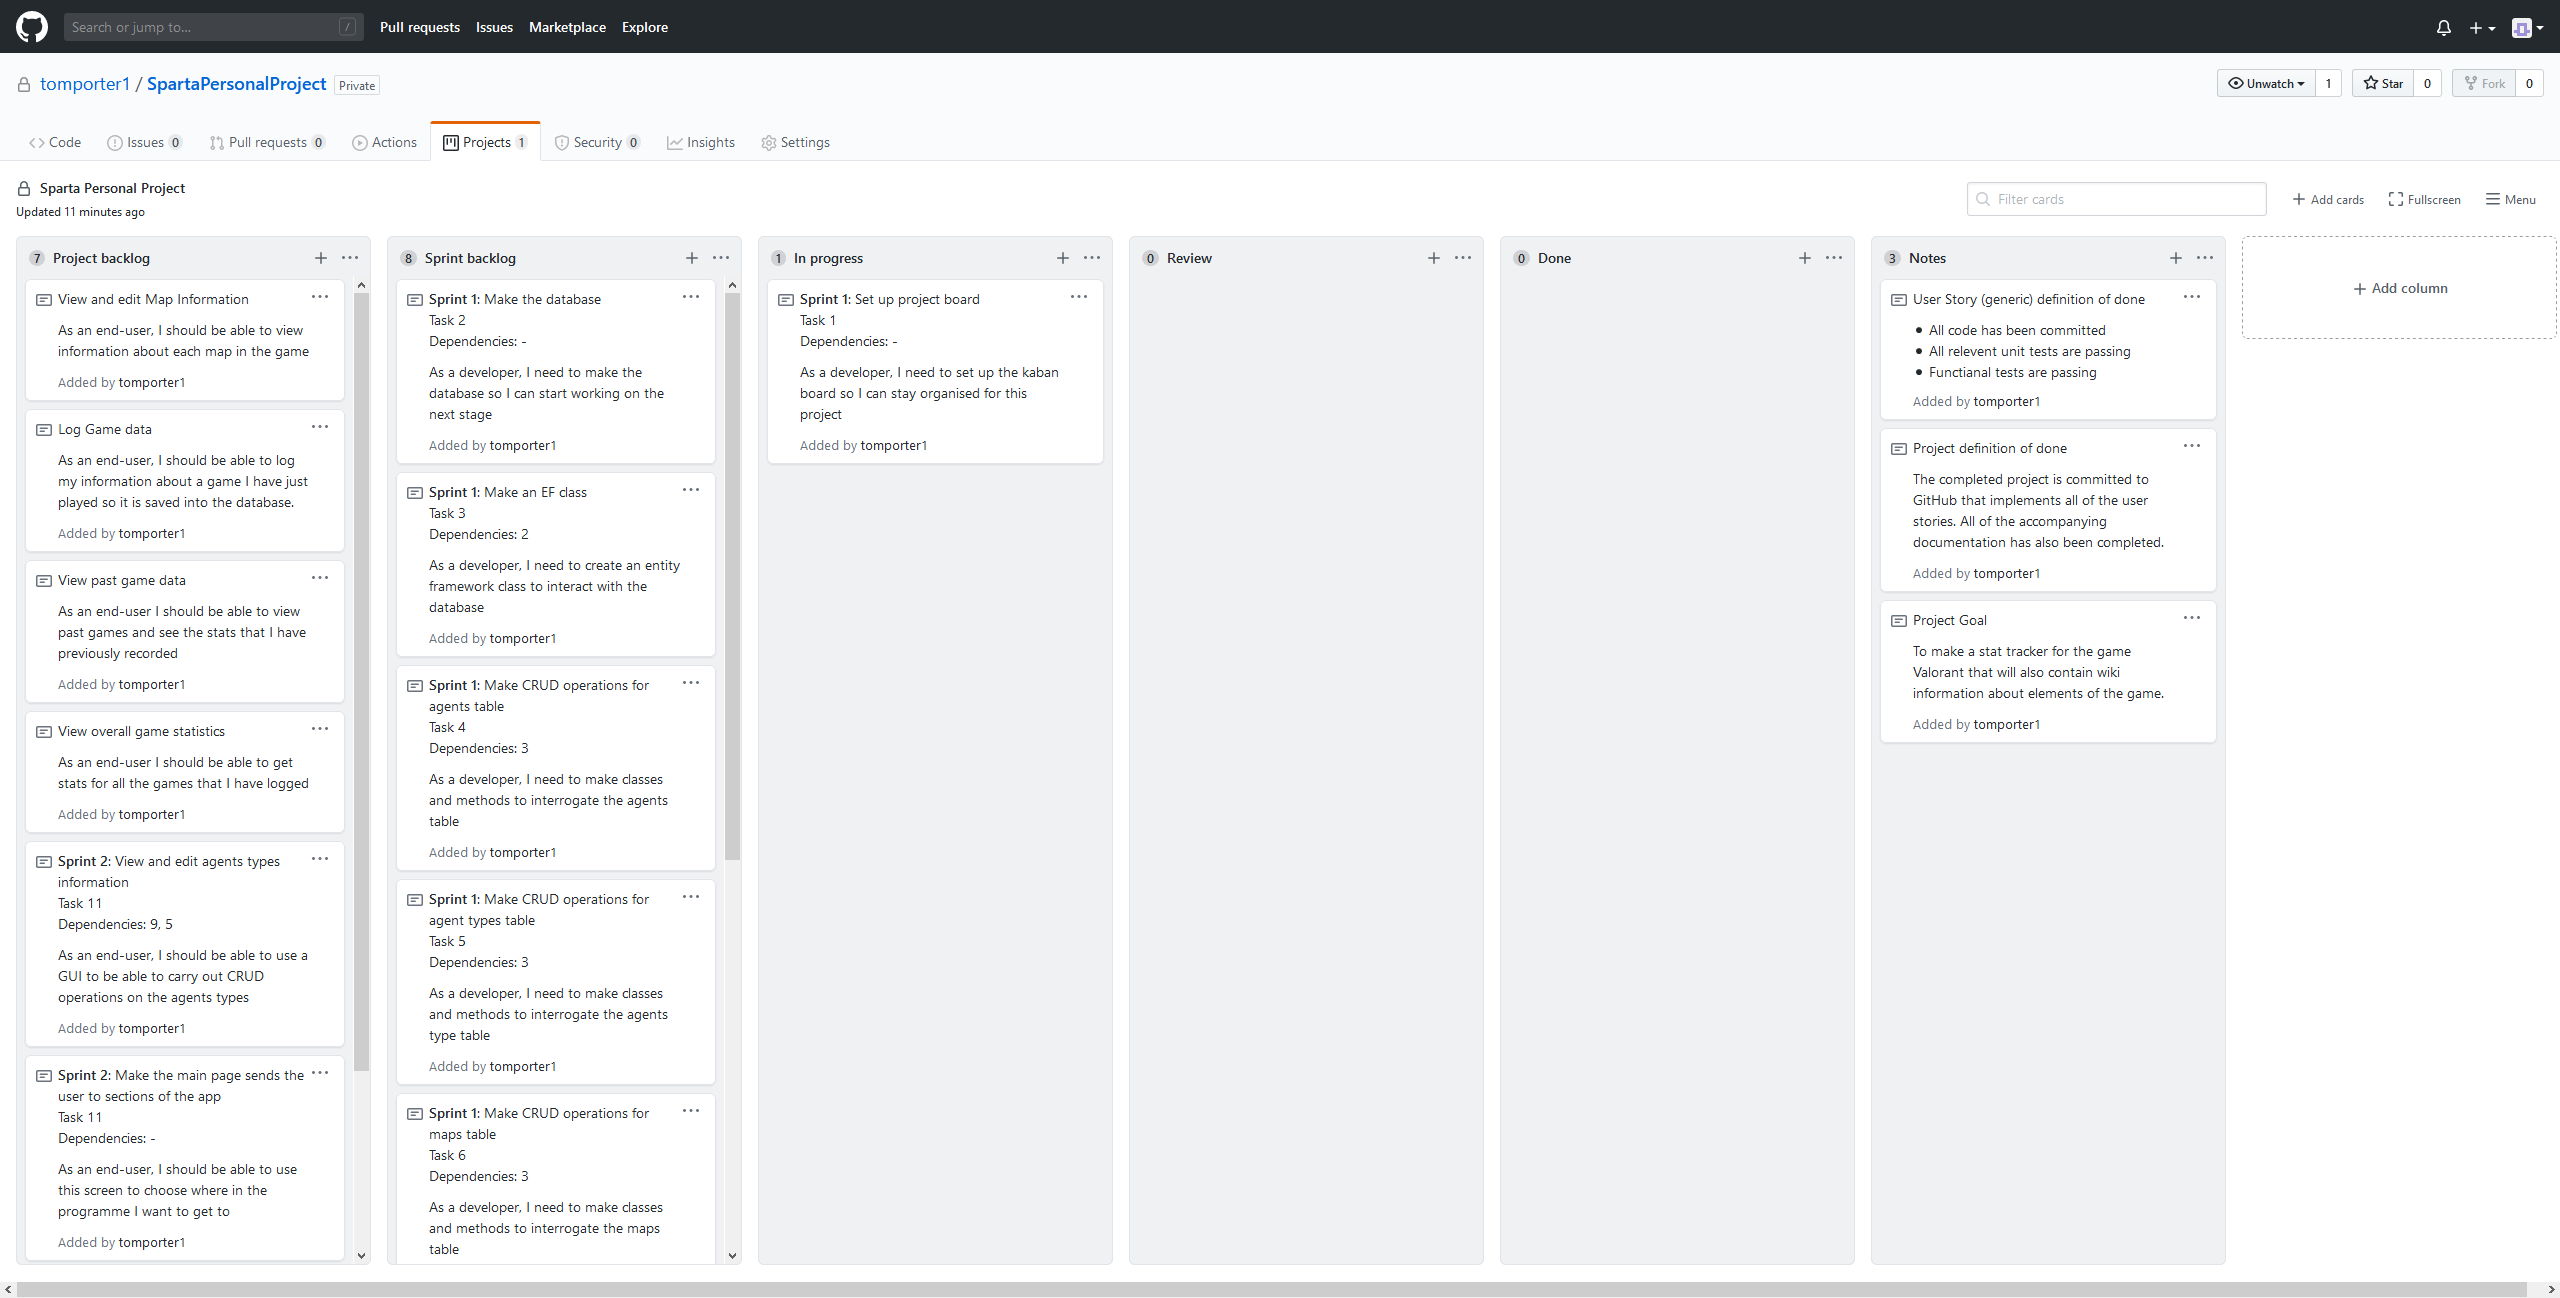 Search or jump to... /
Pull requests Issues Marketplace Explore
tomporter1 / SpartaPersonalProject Private
Unwatch 1 Star 0 Fork 0
Code Issues 0 Pull requests 0 Actions Projects 1 Security 0 Insights Settings
Sparta Personal Project
Updated 11 minutes ago
Filter cards
Add cards Fullscreen Menu
7 Project backlog
View and edit Map Information
As an end-user, I should be able to view
information about each map in the game
Added by tomporter1
Log Game data
As an end-user, I should be able to log
my information about a game I have just
played so it is saved into the database.
Added by tomporter1
View past game data
As an end-user I should be able to view
past games and see the stats that I have
previously recorded
Added by tomporter1
View overall game statistics
As an end-user I should be able to get
stats for all the games that I have logged
Added by tomporter1
Sprint 2: View and edit agents types
information
Task 11
Dependencies: 9, 5
As an end-user, I should be able to use a
GUI to be able to carry out CRUD
operations on the agents types
Added by tomporter1
Sprint 2: Make the main page sends the
user to sections of the app
Task 11
Dependencies: -
As an end-user, I should be able to use
this screen to choose where in the
programme I want to get to
Added by tomporter1
8 Sprint backlog
Sprint 1: Make the database
Task 2
Dependencies: -
As a developer, I need to make the
database so I can start working on the
next stage
Added by tomporter1
Sprint 1: Make an EF class
Task 3
Dependencies: 2
As a developer, I need to create an entity
framework class to interact with the
database
Added by tomporter1
Sprint 1: Make CRUD operations for
agents table
Task 4
Dependencies: 3
As a developer, I need to make classes
and methods to interrogate the agents
table
Added by tomporter1
Sprint 1: Make CRUD operations for
agent types table
Task 5
Dependencies: 3
As a developer, I need to make classes
and methods to interrogate the agents
type table
Added by tomporter1
Sprint 1: Make CRUD operations for
maps table
Task 6
Dependencies: 3
As a developer, I need to make classes
and methods to interrogate the maps
table
1 In progress
Sprint 1: Set up project board
Task 1
Dependencies: -
As a developer, I need to set up the kaban
board so I can stay organised for this
project
Added by tomporter1
0 Review
0 Done
3 Notes
User Story (generic) definition of done
• All code has been committed
• All relevent unit tests are passing
• Functianal tests are passing
Added by tomporter1
Project definition of done
The completed project is committed to
GitHub that implements all of the user
stories. All of the accompanying
documentation has also been completed.
Added by tomporter1
Project Goal
To make a stat tracker for the game
Valorant that will also contain wiki
information about elements of the game.
Added by tomporter1
Add column